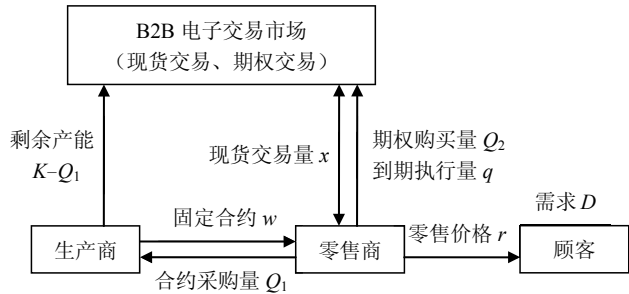 B2B 电子交易市场
（现货交易、期权交易）
剩余产能
K–Q1
现货交易量 x
期权购买量 Q2
到期执行量 q
需求 D
固定合约 w
零售价格 r
生产商
零售商
顾客
合约采购量 Q1